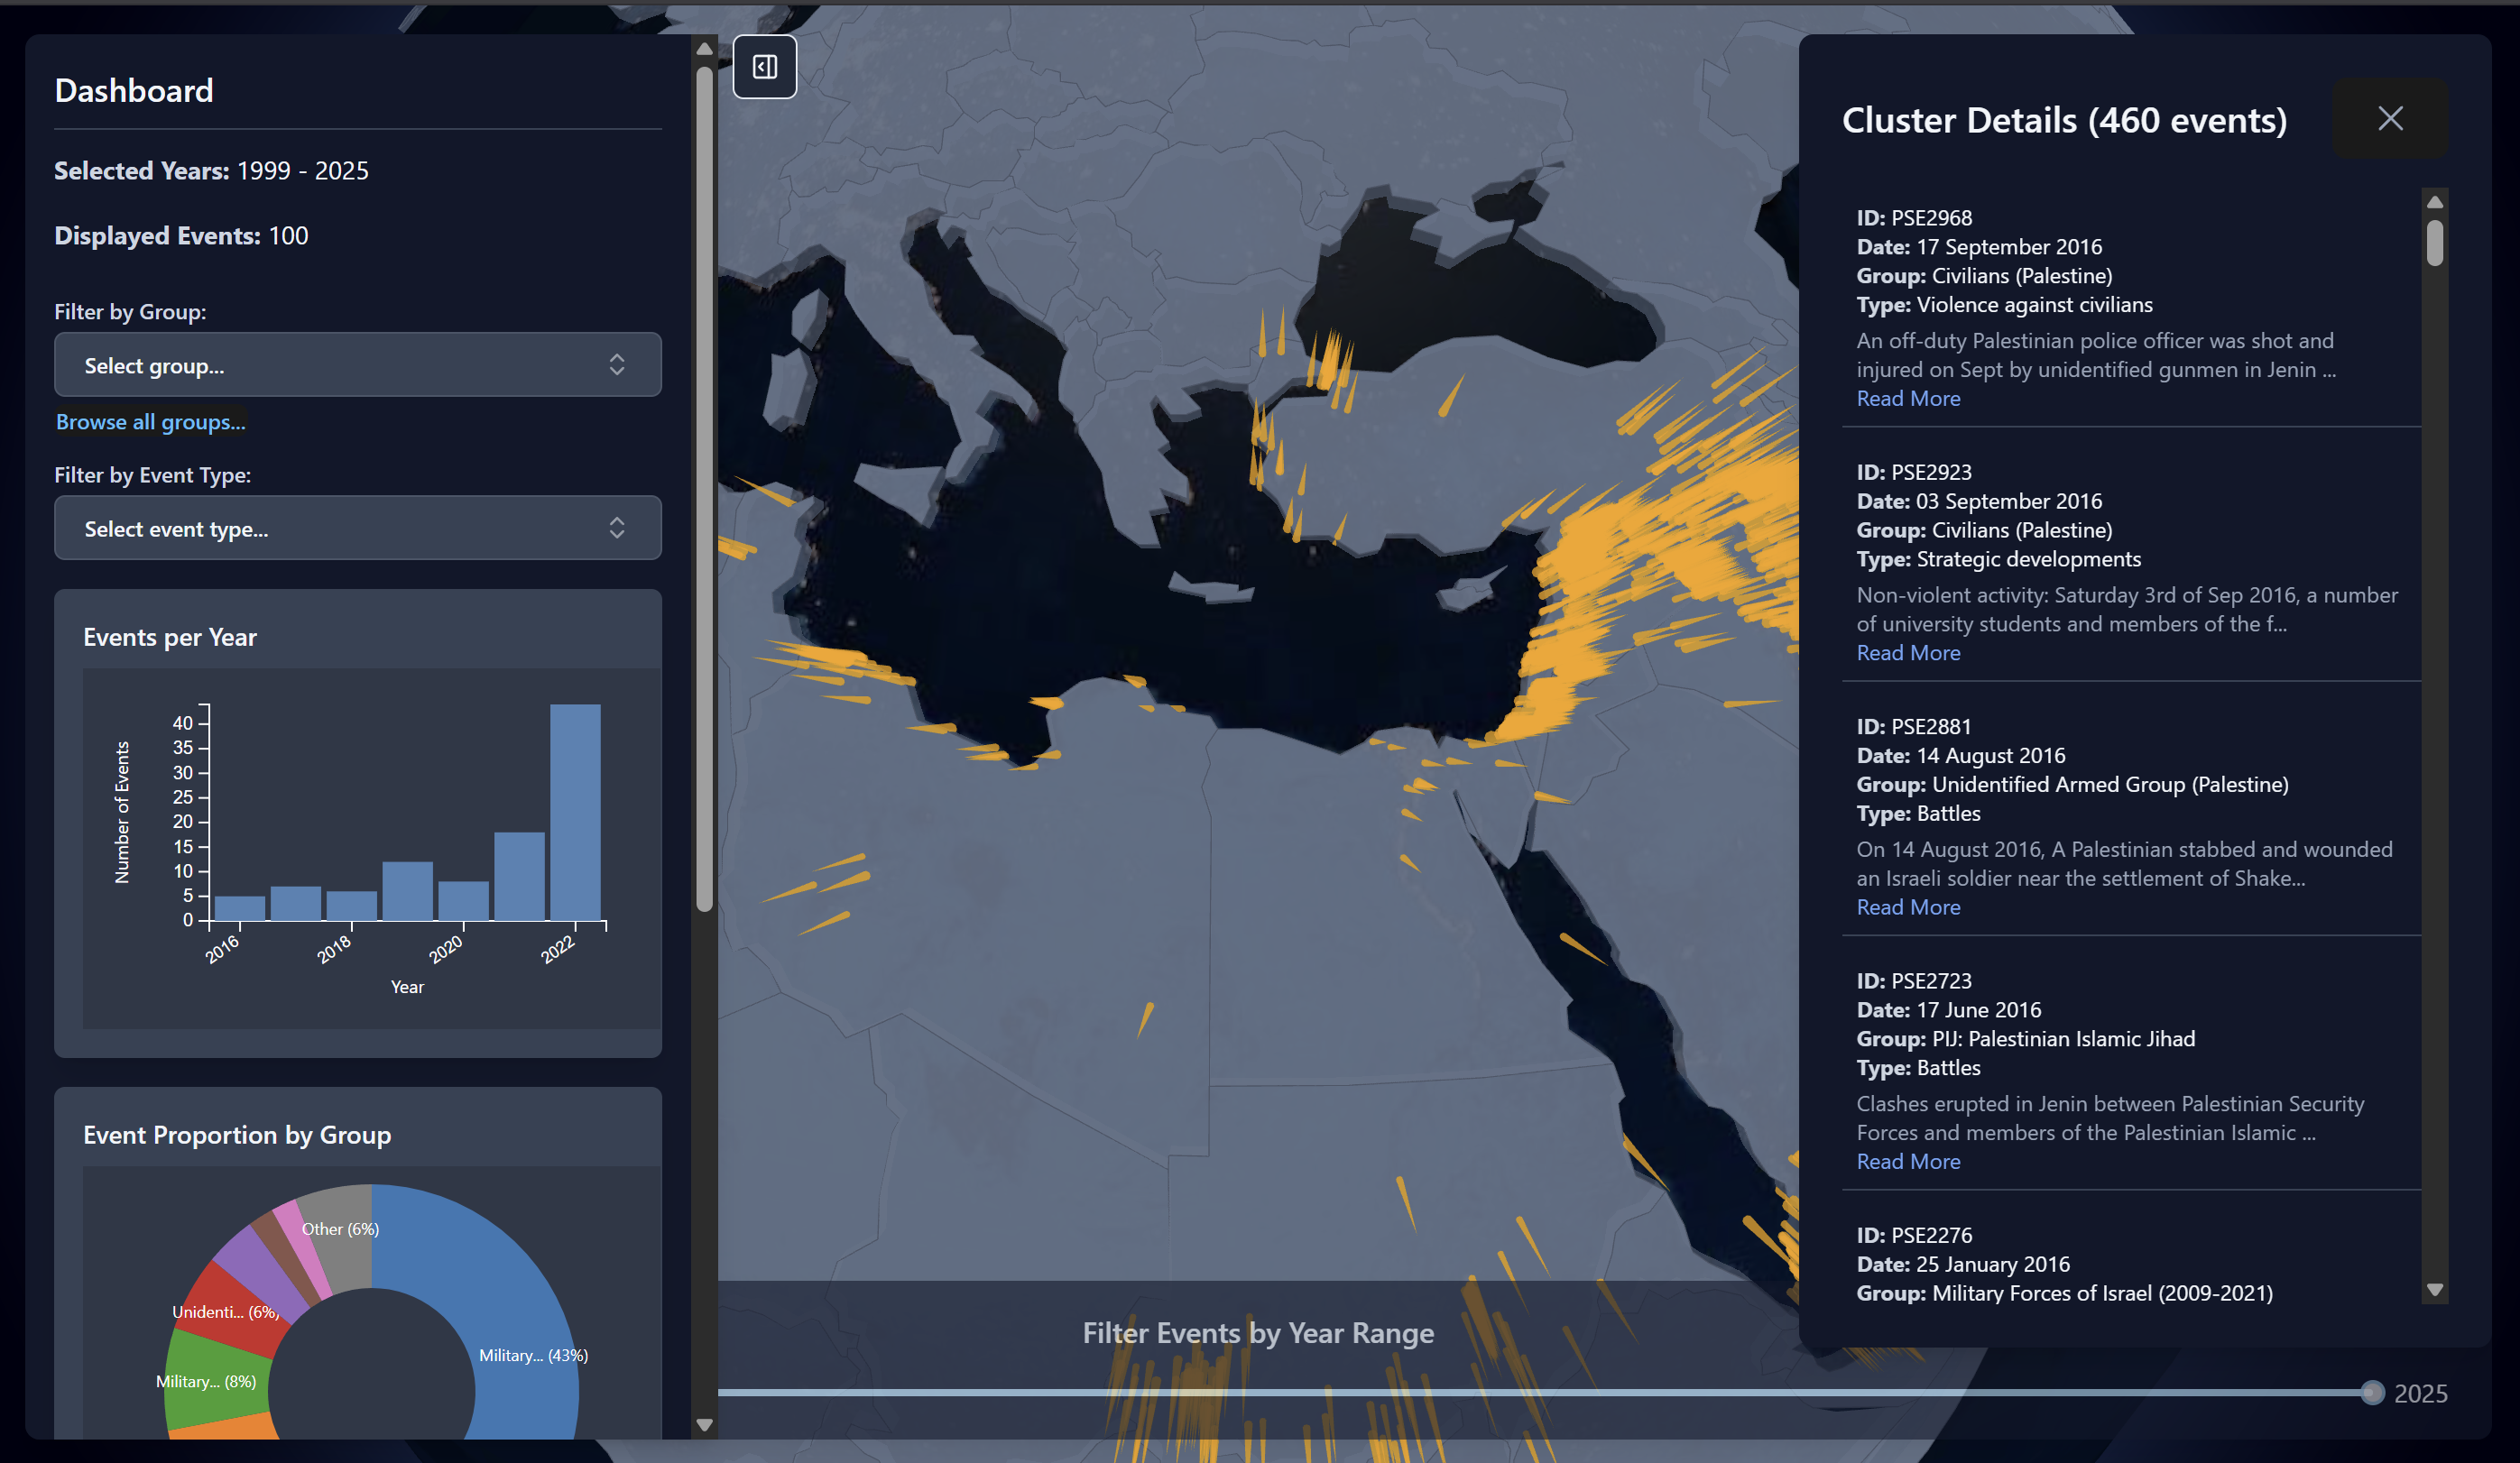 Dashboard
Selected Years: 1999 - 2025
Displayed Events: 100
Filter by Group:
Select group...
Browse all groups...
Filter by Event Type:
Select event type...
Events per Year
40
35
30
25
20
15
10
5
0
Number of Events
2016
2018
2020
2022
Year
Event Proportion by Group
Other (6%)
Unidenti... (6%)
Military... (43%)
Military... (8%)
Filter Events by Year Range
2025
Cluster Details (460 events)
ID: PSE2968
Date: 17 September 2016
Group: Civilians (Palestine)
Type: Violence against civilians
An off-duty Palestinian police officer was shot and
injured on Sept by unidentified gunmen in Jenin ...
Read More
ID: PSE2923
Date: 03 September 2016
Group: Civilians (Palestine)
Type: Strategic developments
Non-violent activity: Saturday 3rd of Sep 2016, a number
of university students and members of the f...
Read More
ID: PSE2881
Date: 14 August 2016
Group: Unidentified Armed Group (Palestine)
Type: Battles
On 14 August 2016, A Palestinian stabbed and wounded
an Israeli soldier near the settlement of Shake...
Read More
ID: PSE2723
Date: 17 June 2016
Group: PIJ: Palestinian Islamic Jihad
Type: Battles
Clashes erupted in Jenin between Palestinian Security
Forces and members of the Palestinian Islamic ...
Read More
ID: PSE2276
Date: 25 January 2016
Group: Military Forces of Israel (2009-2021)